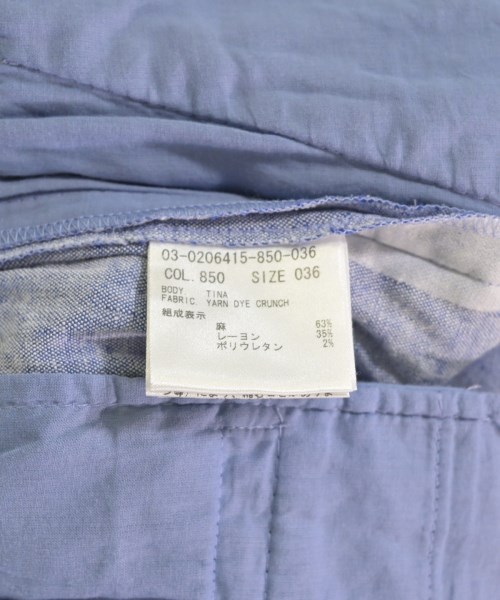 03-0206415-850-036
COL.850 SIZE 036
BODY TINA
FABRIC YARN DYE CRUNCH
組成表示
麻 63%
レーヨン 35%
ポリウレタン 2%